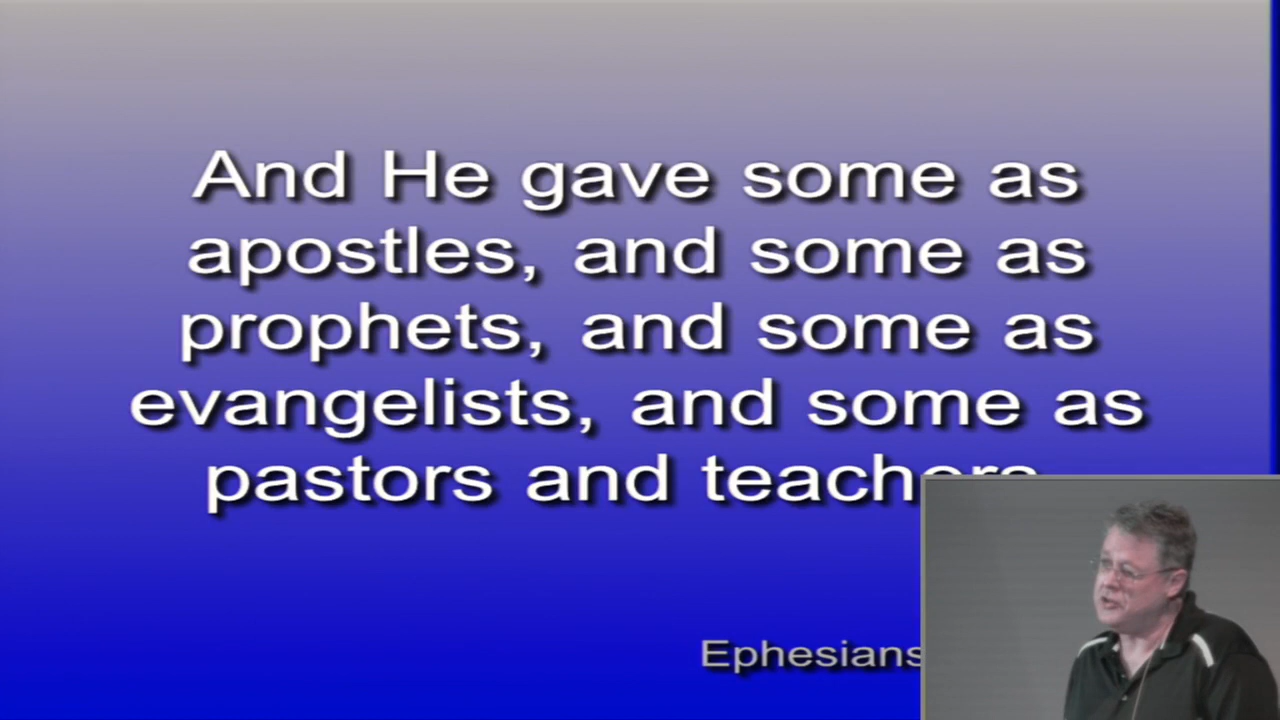 And He gave some as
apostles, and some as
prophets, and some as
evangelists, and some as
pastors and teachers
Ephesians